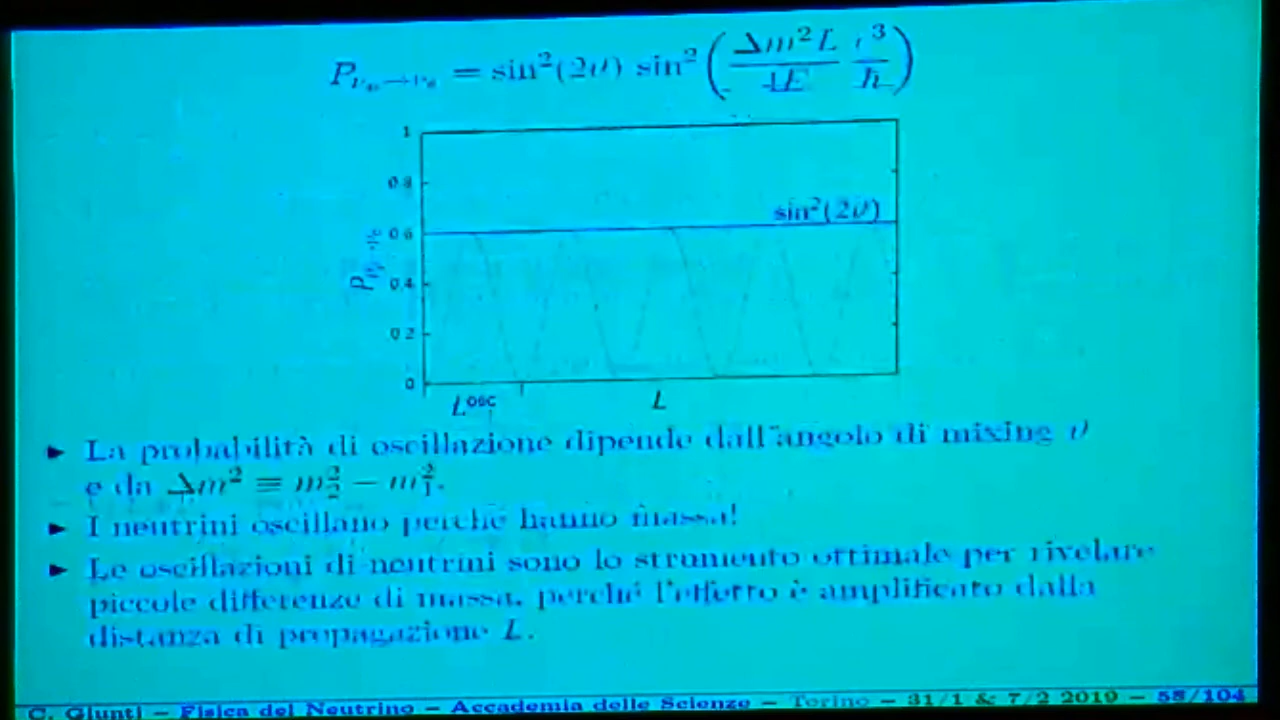 P_{ν_μ→ν_e} = sin²(2ϑ) sin²(Δm²L/4E c³/ħ)
1
0.8
sin²(2ϑ)
0.6
P_{ν_μ→ν_e}
0.4
0.2
0
L^osc L
► La probabilità di oscillazione dipende dall'angolo di mixing ϑ
e da Δm² ≡ m₂² − m₁².
► I neutrini oscillano perché hanno massa!
► Le oscillazioni di neutrini sono lo strumento ottimale per rivelare
piccole differenze di massa, perché l'effetto è amplificato dalla
distanza di propagazione L.
C. Giunti − Fisica del Neutrino − Accademia delle Scienze − Torino − 31/1 & 7/2 2019 − 58/104